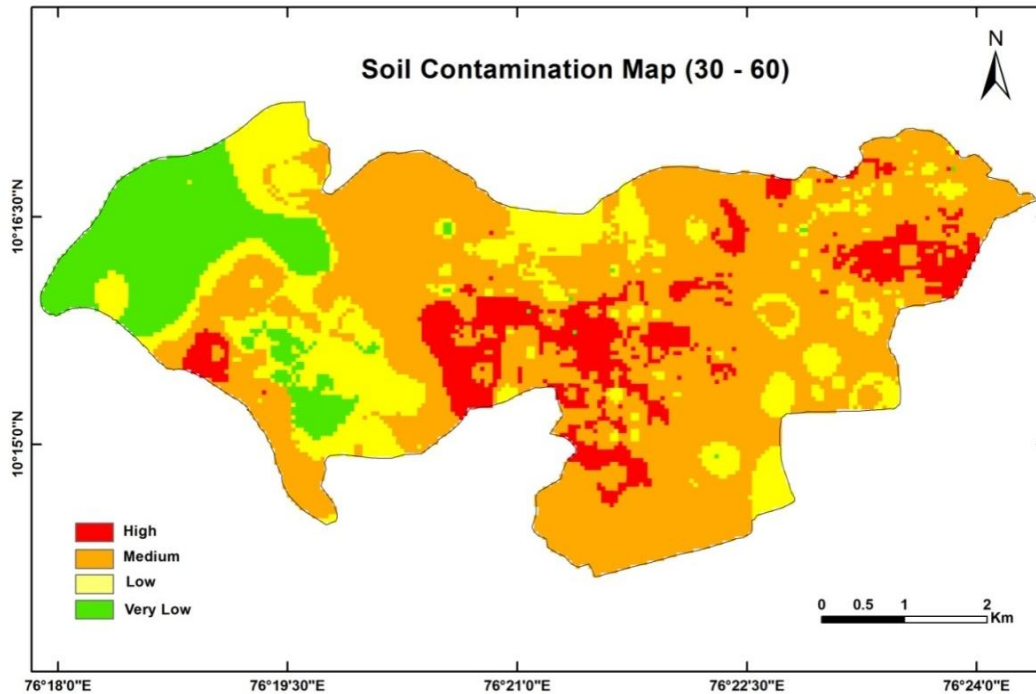 N
Soil Contamination Map (30 - 60)
10°16'30"N
10°15'0"N
High
Medium
Low
Very Low
0 0.5 1 2
Km
76°18'0"E 76°19'30"E 76°21'0"E 76°22'30"E 76°24'0"E